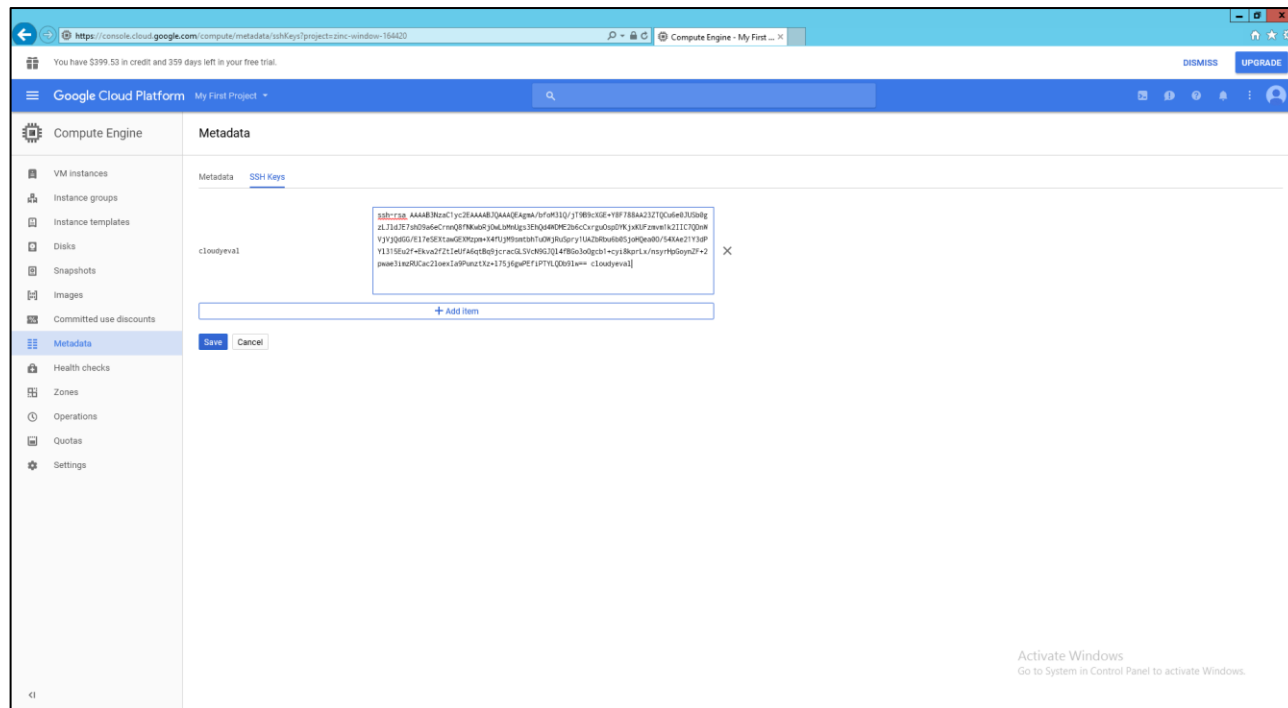 https://console.cloud.google.com/compute/metadata/sshKeys?project=zinc-window-164420
Compute Engine - My First ...
You have $399.53 in credit and 359 days left in your free trial.
DISMISS
UPGRADE
Google Cloud Platform
My First Project
Compute Engine
Metadata
VM instances
Instance groups
Instance templates
Disks
Snapshots
Images
Committed use discounts
Metadata
Health checks
Zones
Operations
Quotas
Settings
Metadata
SSH Keys
cloudyeval
ssh-rsa
cloudyeval
+ Add item
Save
Cancel
Activate Windows
Go to System in Control Panel to activate Windows.